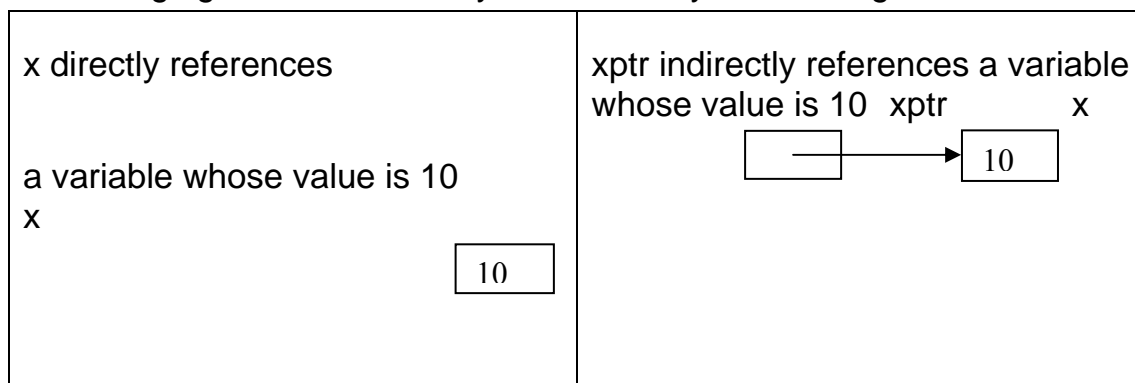 x directly references
a variable whose value is 10
x
10
xptr indirectly references a variable
whose value is 10 xptr x
10